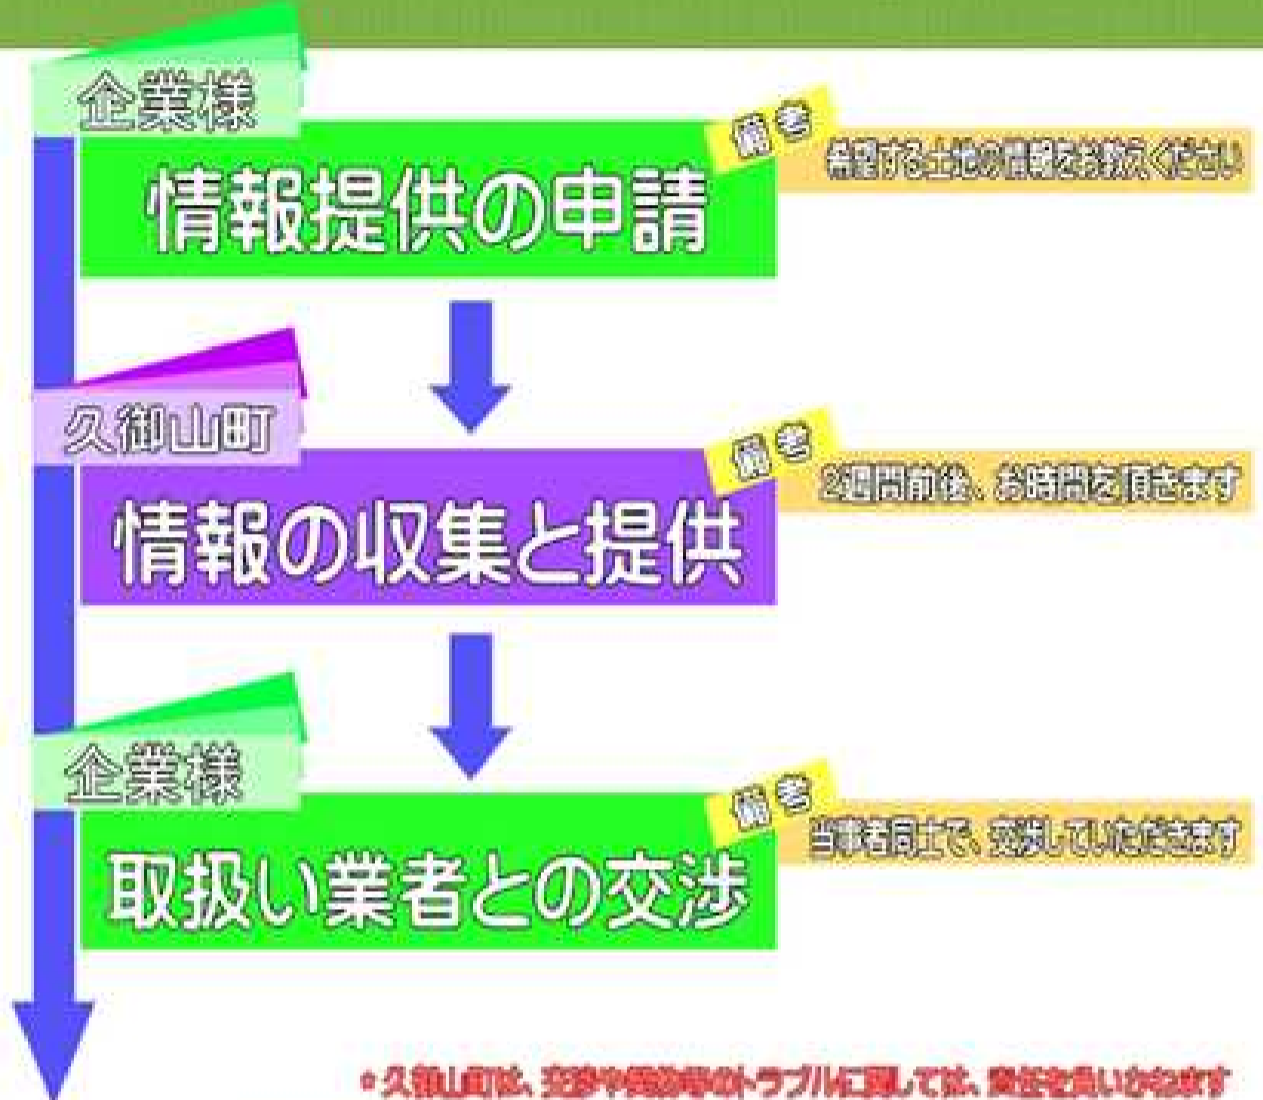 企業様
備考
希望する土地の情報をお教えください
情報提供の申請
久御山町
備考
2週間前後、お時間を頂きます
情報の収集と提供
企業様
備考
当事者同士で、交渉していただきます
取扱い業者との交渉
*久御山町は、交渉や契約等のトラブルに関しては、責任を負いかねます